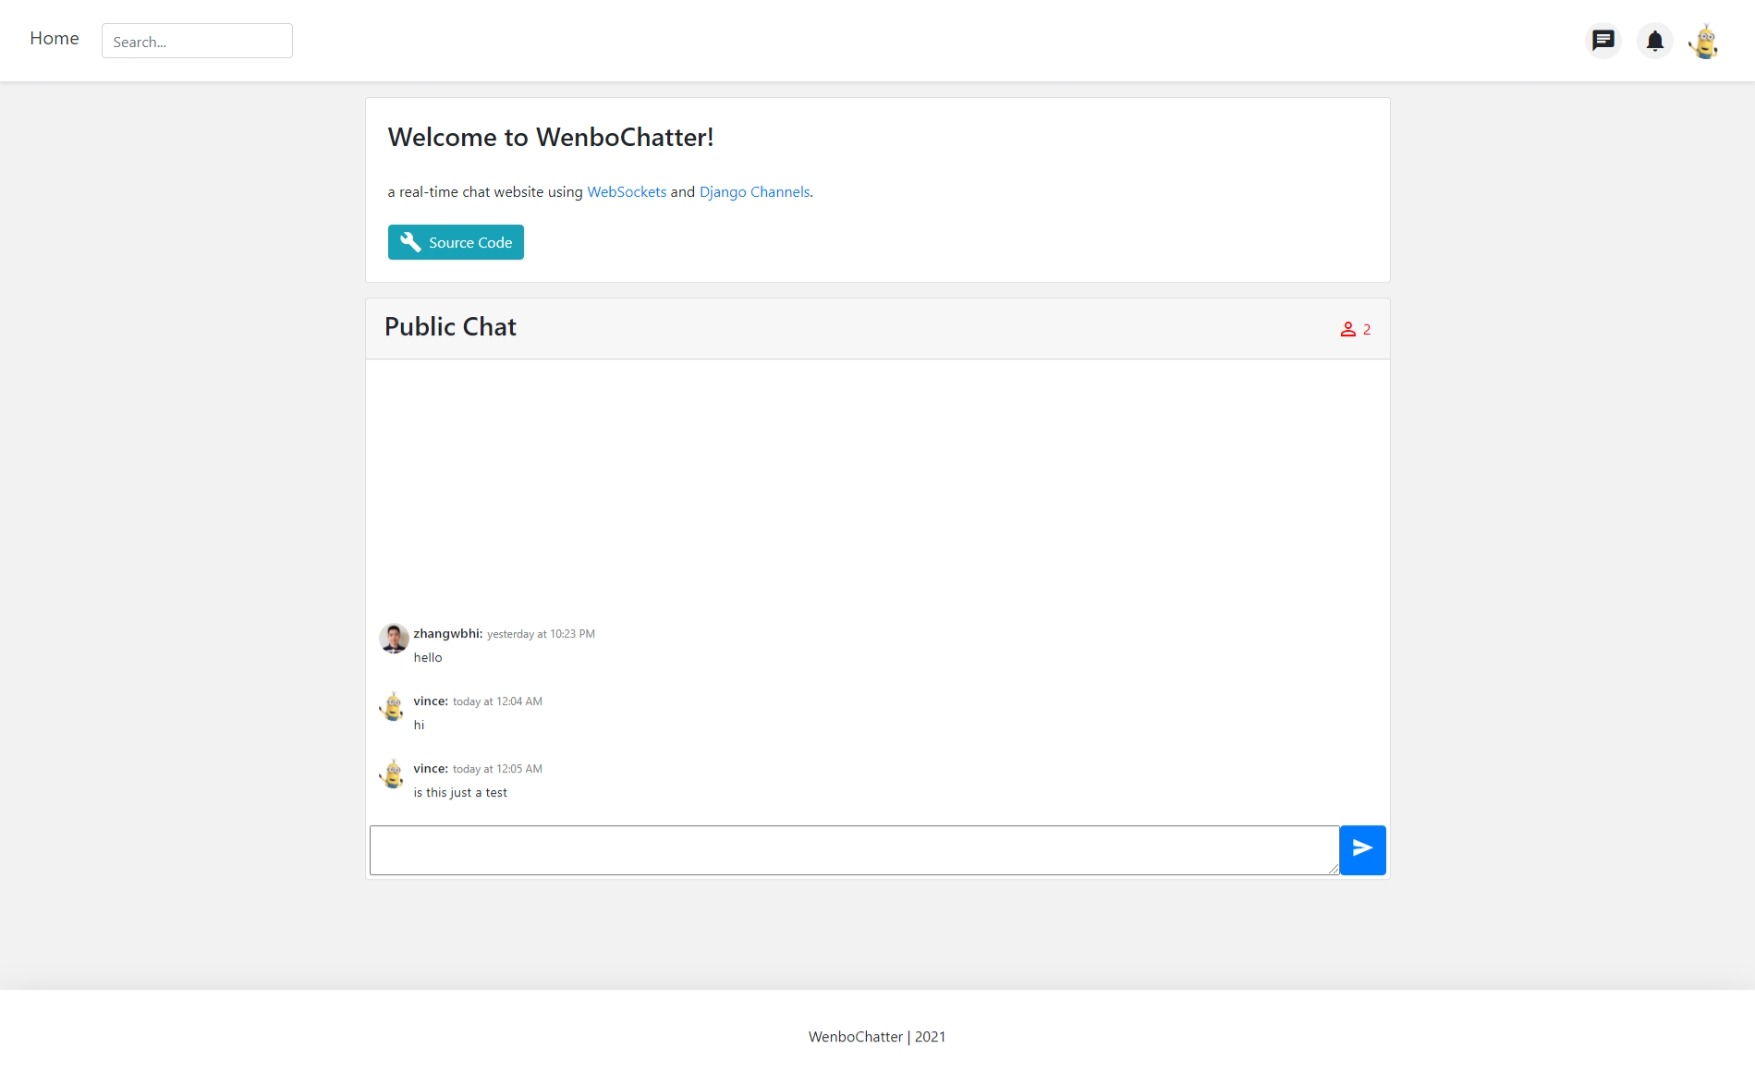 Home
Search...
Welcome to WenboChatter!
a real-time chat website using WebSockets and Django Channels.
Source Code
Public Chat
2
zhangwbhi: yesterday at 10:23 PM
hello
vince: today at 12:04 AM
hi
vince: today at 12:05 AM
is this just a test
WenboChatter | 2021